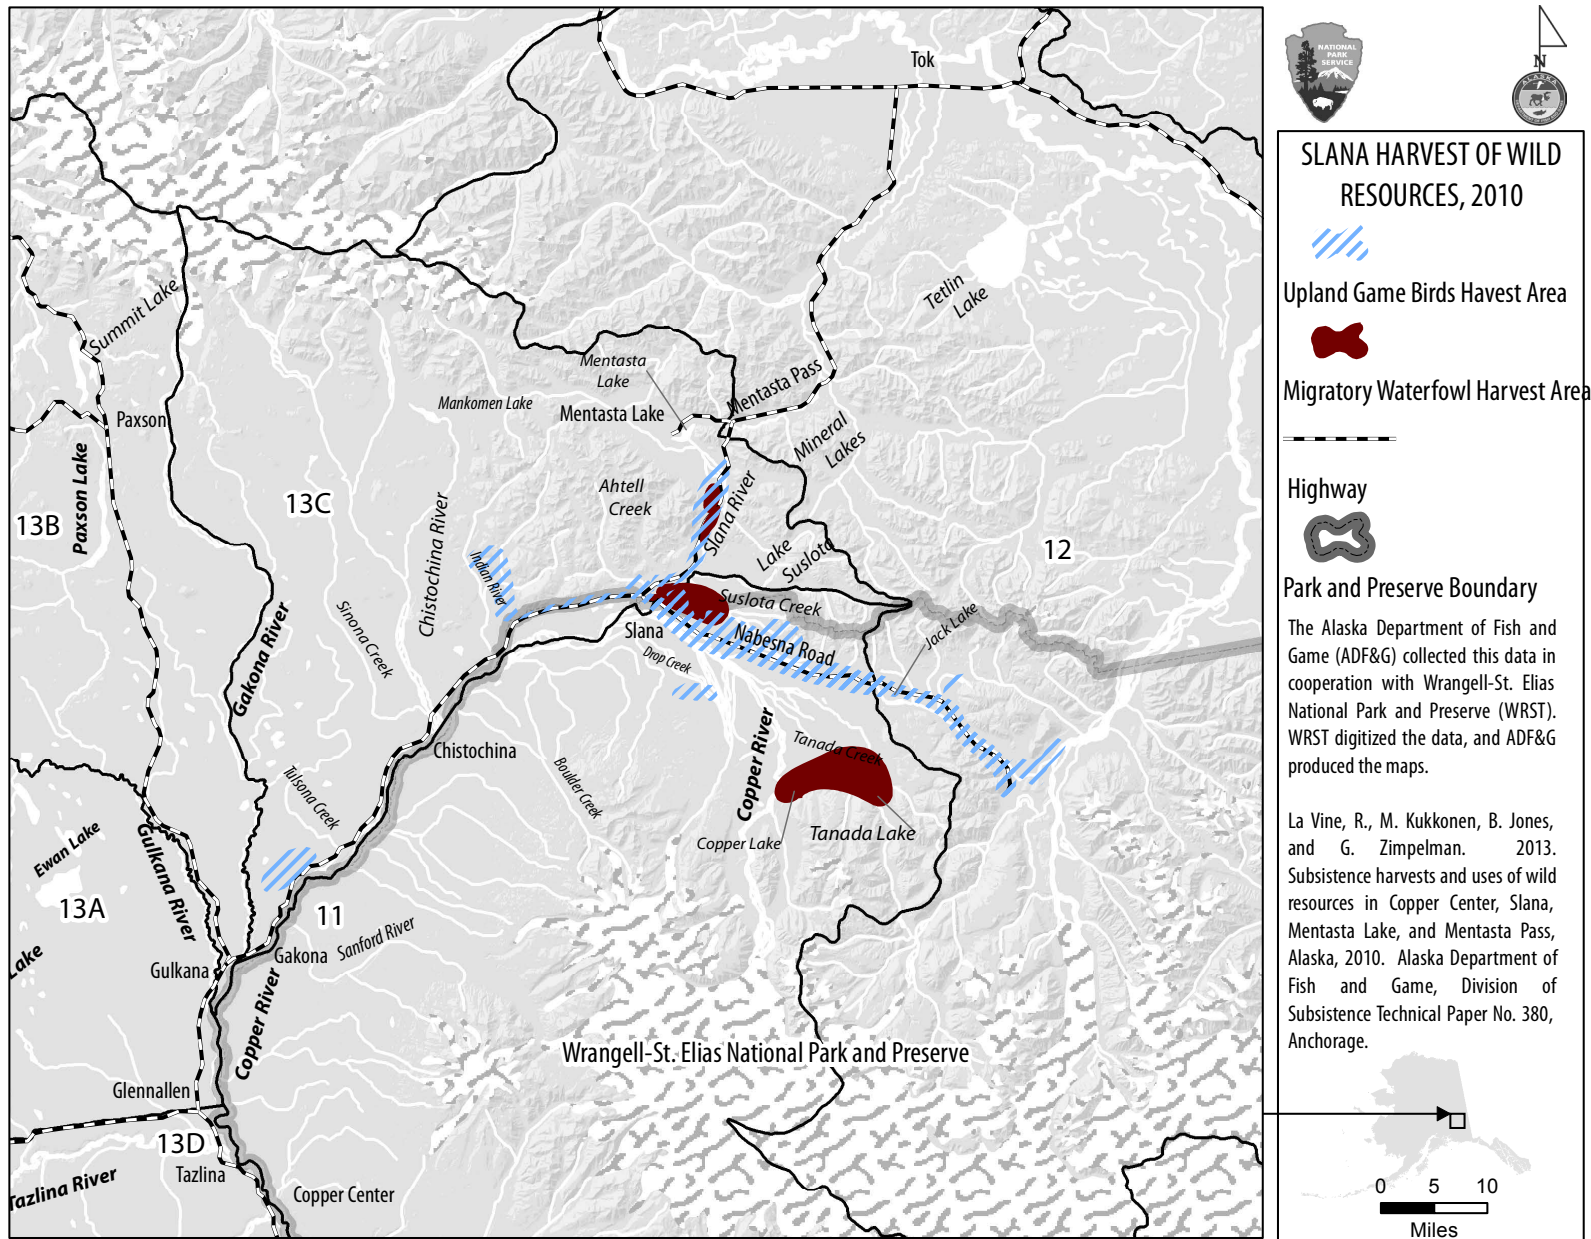 NATIONAL
PARK
SERVICE
N
ALASKA
Tok
SLANA HARVEST OF WILD
RESOURCES, 2010
Upland Game Birds Havest Area
Migratory Waterfowl Harvest Area
Highway
Park and Preserve Boundary
The Alaska Department of Fish and
Game (ADF&G) collected this data in
cooperation with Wrangell-St. Elias
National Park and Preserve (WRST).
WRST digitized the data, and ADF&G
produced the maps.
La Vine, R., M. Kukkonen, B. Jones,
and G. Zimpelman. 2013.
Subsistence harvests and uses of wild
resources in Copper Center, Slana,
Mentasta Lake, and Mentasta Pass,
Alaska, 2010. Alaska Department of
Fish and Game, Division of
Subsistence Technical Paper No. 380,
Anchorage.
0 5 10
Miles
Summit Lake
Tetlin
Lake
Mentasta
Lake
Mentasta Pass
Mankomen Lake
Mentasta Lake
Paxson
Mineral
Lakes
Paxson Lake
13C
13B
Ahtell
Creek
Slana River
Chistochina River
Lake
Suslota
12
Indian River
Suslota Creek
Sinona Creek
Gakona River
Slana
Nabesna Road
Jack Lake
Drop Creek
Copper River
Tanada Creek
Chistochina
Boulder Creek
Tulsona Creek
Copper Lake
Tanada Lake
Ewan Lake
Gulkana River
13A
11
Sanford River
Lake
Gakona
Gulkana
Copper River
Wrangell-St. Elias National Park and Preserve
Glennallen
13D
Tazlina
Tazlina River
Copper Center